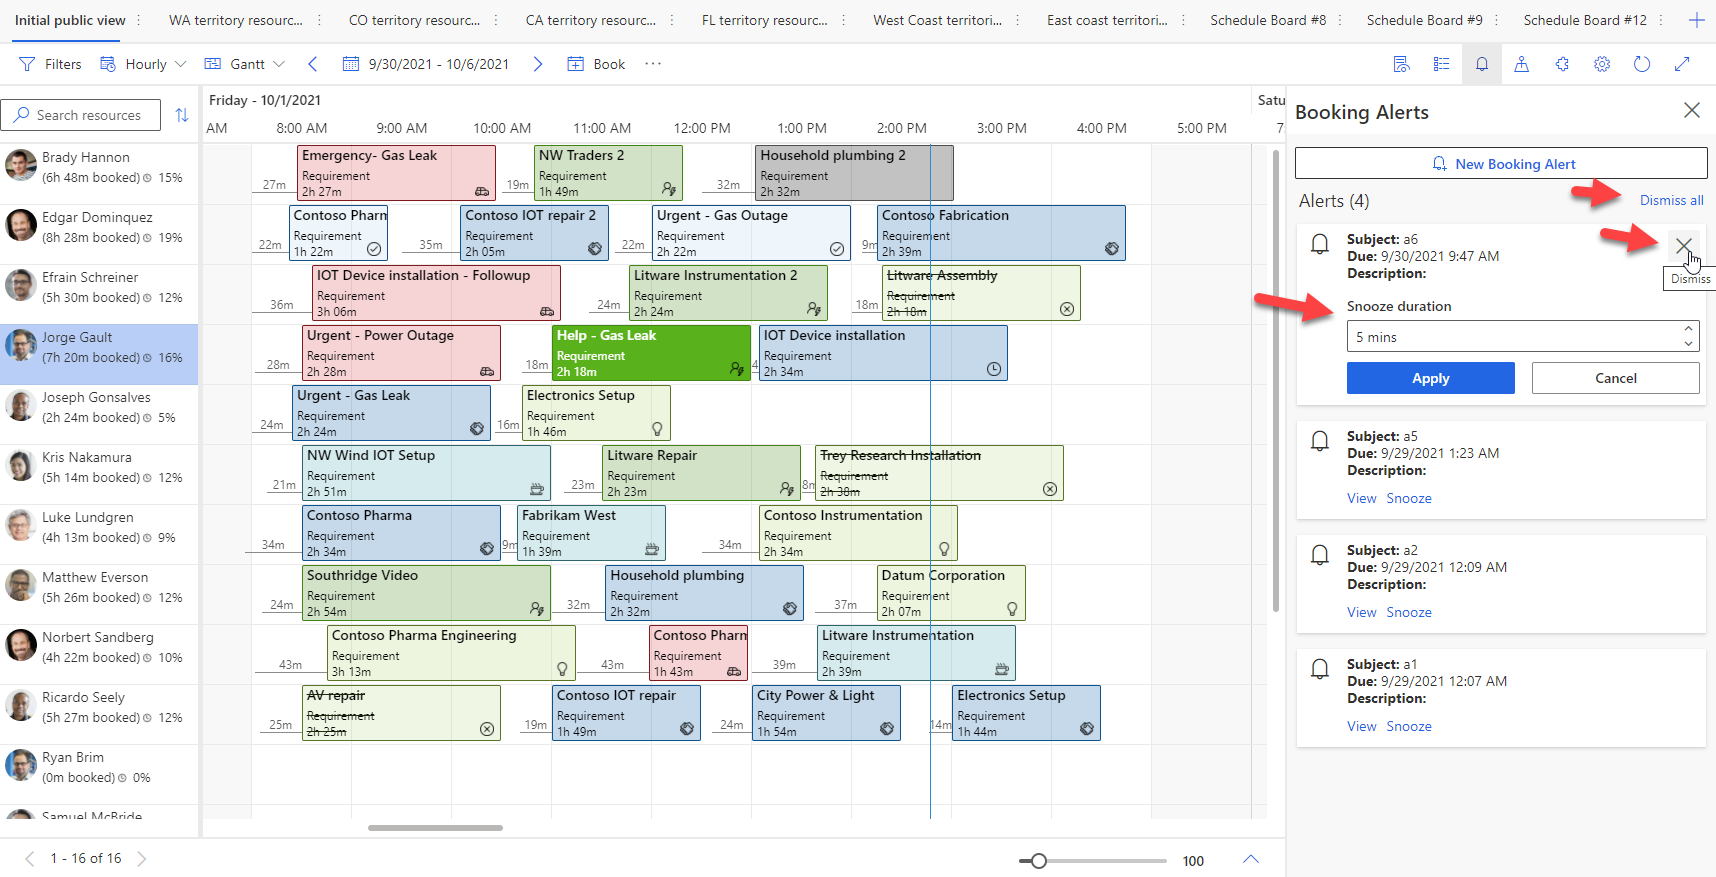 Initial public view
WA territory resourc...
CO territory resourc...
CA territory resourc...
FL territory resourc...
West Coast territori...
East coast territori...
Schedule Board #8
Schedule Board #9
Schedule Board #12
Filters
Hourly
Gantt
9/30/2021 - 10/6/2021
Book
Search resources
Friday - 10/1/2021
Satu
AM 8:00 AM 9:00 AM 10:00 AM 11:00 AM 12:00 PM 1:00 PM 2:00 PM 3:00 PM 4:00 PM 5:00 PM 7:
Brady Hannon
(6h 48m booked) 15%
27m
Emergency- Gas Leak
Requirement
2h 27m
19m
NW Traders 2
Requirement
1h 49m
32m
Household plumbing 2
Requirement
2h 32m
Edgar Dominquez
(8h 28m booked) 19%
22m
Contoso Pharm
Requirement
1h 22m
35m
Contoso IOT repair 2
Requirement
2h 05m
22m
Urgent - Gas Outage
Requirement
2h 22m
9m
Contoso Fabrication
Requirement
2h 39m
Efrain Schreiner
(5h 30m booked) 12%
36m
IOT Device installation - Followup
Requirement
3h 06m
24m
Litware Instrumentation 2
Requirement
2h 24m
18m
Litware Assembly
Requirement
2h 18m
Jorge Gault
(7h 20m booked) 16%
28m
Urgent - Power Outage
Requirement
2h 28m
18m
Help - Gas Leak
Requirement
2h 18m
4
IOT Device installation
Requirement
2h 34m
Joseph Gonsalves
(2h 24m booked) 5%
24m
Urgent - Gas Leak
Requirement
2h 24m
16m
Electronics Setup
Requirement
1h 46m
Kris Nakamura
(5h 14m booked) 12%
21m
NW Wind IOT Setup
Requirement
2h 51m
23m
Litware Repair
Requirement
2h 23m
8m
Trey Research Installation
Requirement
2h 38m
Luke Lundgren
(4h 13m booked) 9%
34m
Contoso Pharma
Requirement
2h 34m
9m
Fabrikam West
Requirement
1h 39m
34m
Contoso Instrumentation
Requirement
2h 34m
Matthew Everson
(5h 26m booked) 12%
24m
Southridge Video
Requirement
2h 54m
32m
Household plumbing
Requirement
2h 32m
37m
Datum Corporation
Requirement
2h 07m
Norbert Sandberg
(4h 22m booked) 10%
43m
Contoso Pharma Engineering
Requirement
3h 13m
43m
Contoso Pharm
Requirement
1h 43m
39m
Litware Instrumentation
Requirement
2h 39m
Ricardo Seely
(5h 27m booked) 12%
25m
AV repair
Requirement
2h 25m
19m
Contoso IOT repair
Requirement
1h 49m
24m
City Power & Light
Requirement
1h 54m
14m
Electronics Setup
Requirement
1h 44m
Ryan Brim
(0m booked) 0%
Samuel McBride
1 - 16 of 16
100
Booking Alerts
New Booking Alert
Alerts (4)
Dismiss all
Subject: a6
Due: 9/30/2021 9:47 AM
Description:
Dismiss
Snooze duration
5 mins
Apply
Cancel
Subject: a5
Due: 9/29/2021 1:23 AM
Description:
View Snooze
Subject: a2
Due: 9/29/2021 12:09 AM
Description:
View Snooze
Subject: a1
Due: 9/29/2021 12:07 AM
Description:
View Snooze